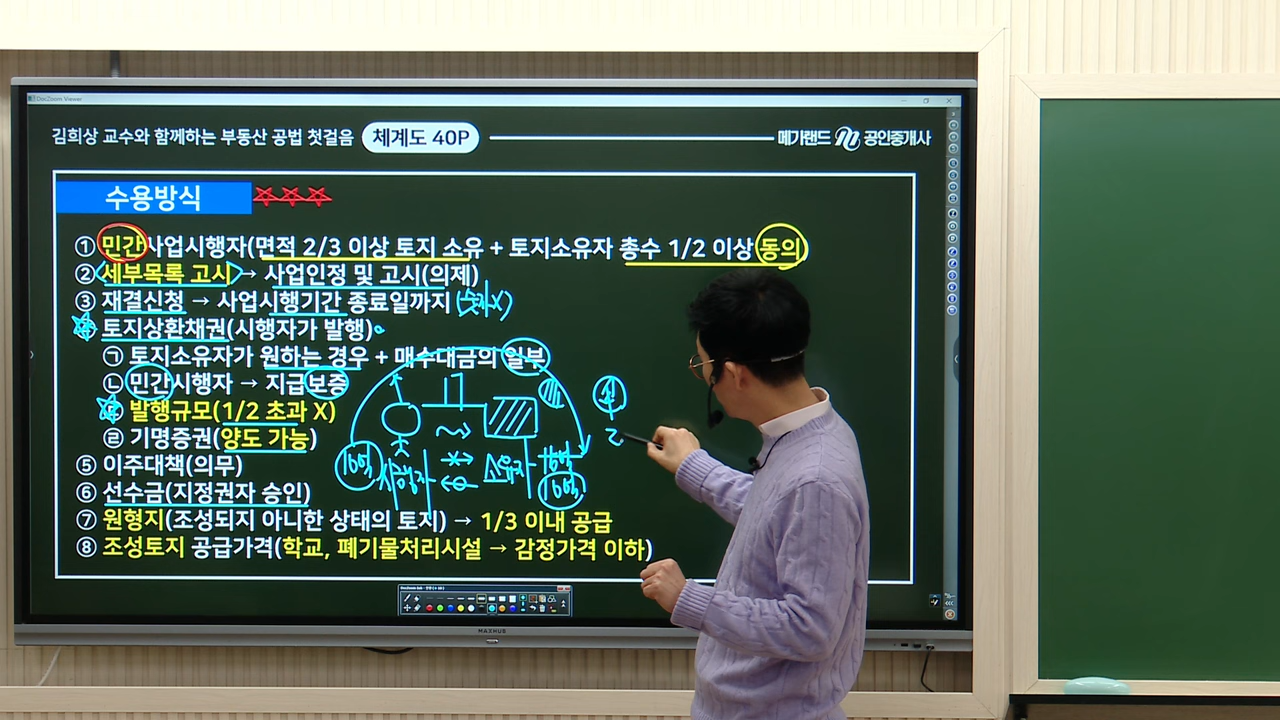 DocZoom Viewer
김희상 교수와 함께하는 부동산 공법 첫걸음 체계도 40P 메가랜드 공인중개사
수용방식
① 민간사업시행자(면적 2/3 이상 토지 소유 + 토지소유자 총수 1/2 이상 동의)
② 세부목록 고시 → 사업인정 및 고시(의제)
③ 재결신청 → 사업시행기간 종료일까지
토지상환채권(시행자가 발행)
㉠ 토지소유자가 원하는 경우 + 매수대금의 일부
㉡ 민간시행자 → 지급보증
발행규모(1/2 초과 X)
㉣ 기명증권(양도 가능)
시행자
소유자
10억
⑤ 이주대책(의무)
⑥ 선수금(지정권자 승인)
⑦ 원형지(조성되지 아니한 상태의 토지) → 1/3 이내 공급
⑧ 조성토지 공급가격(학교, 폐기물처리시설 → 감정가격 이하)
MAXHUB